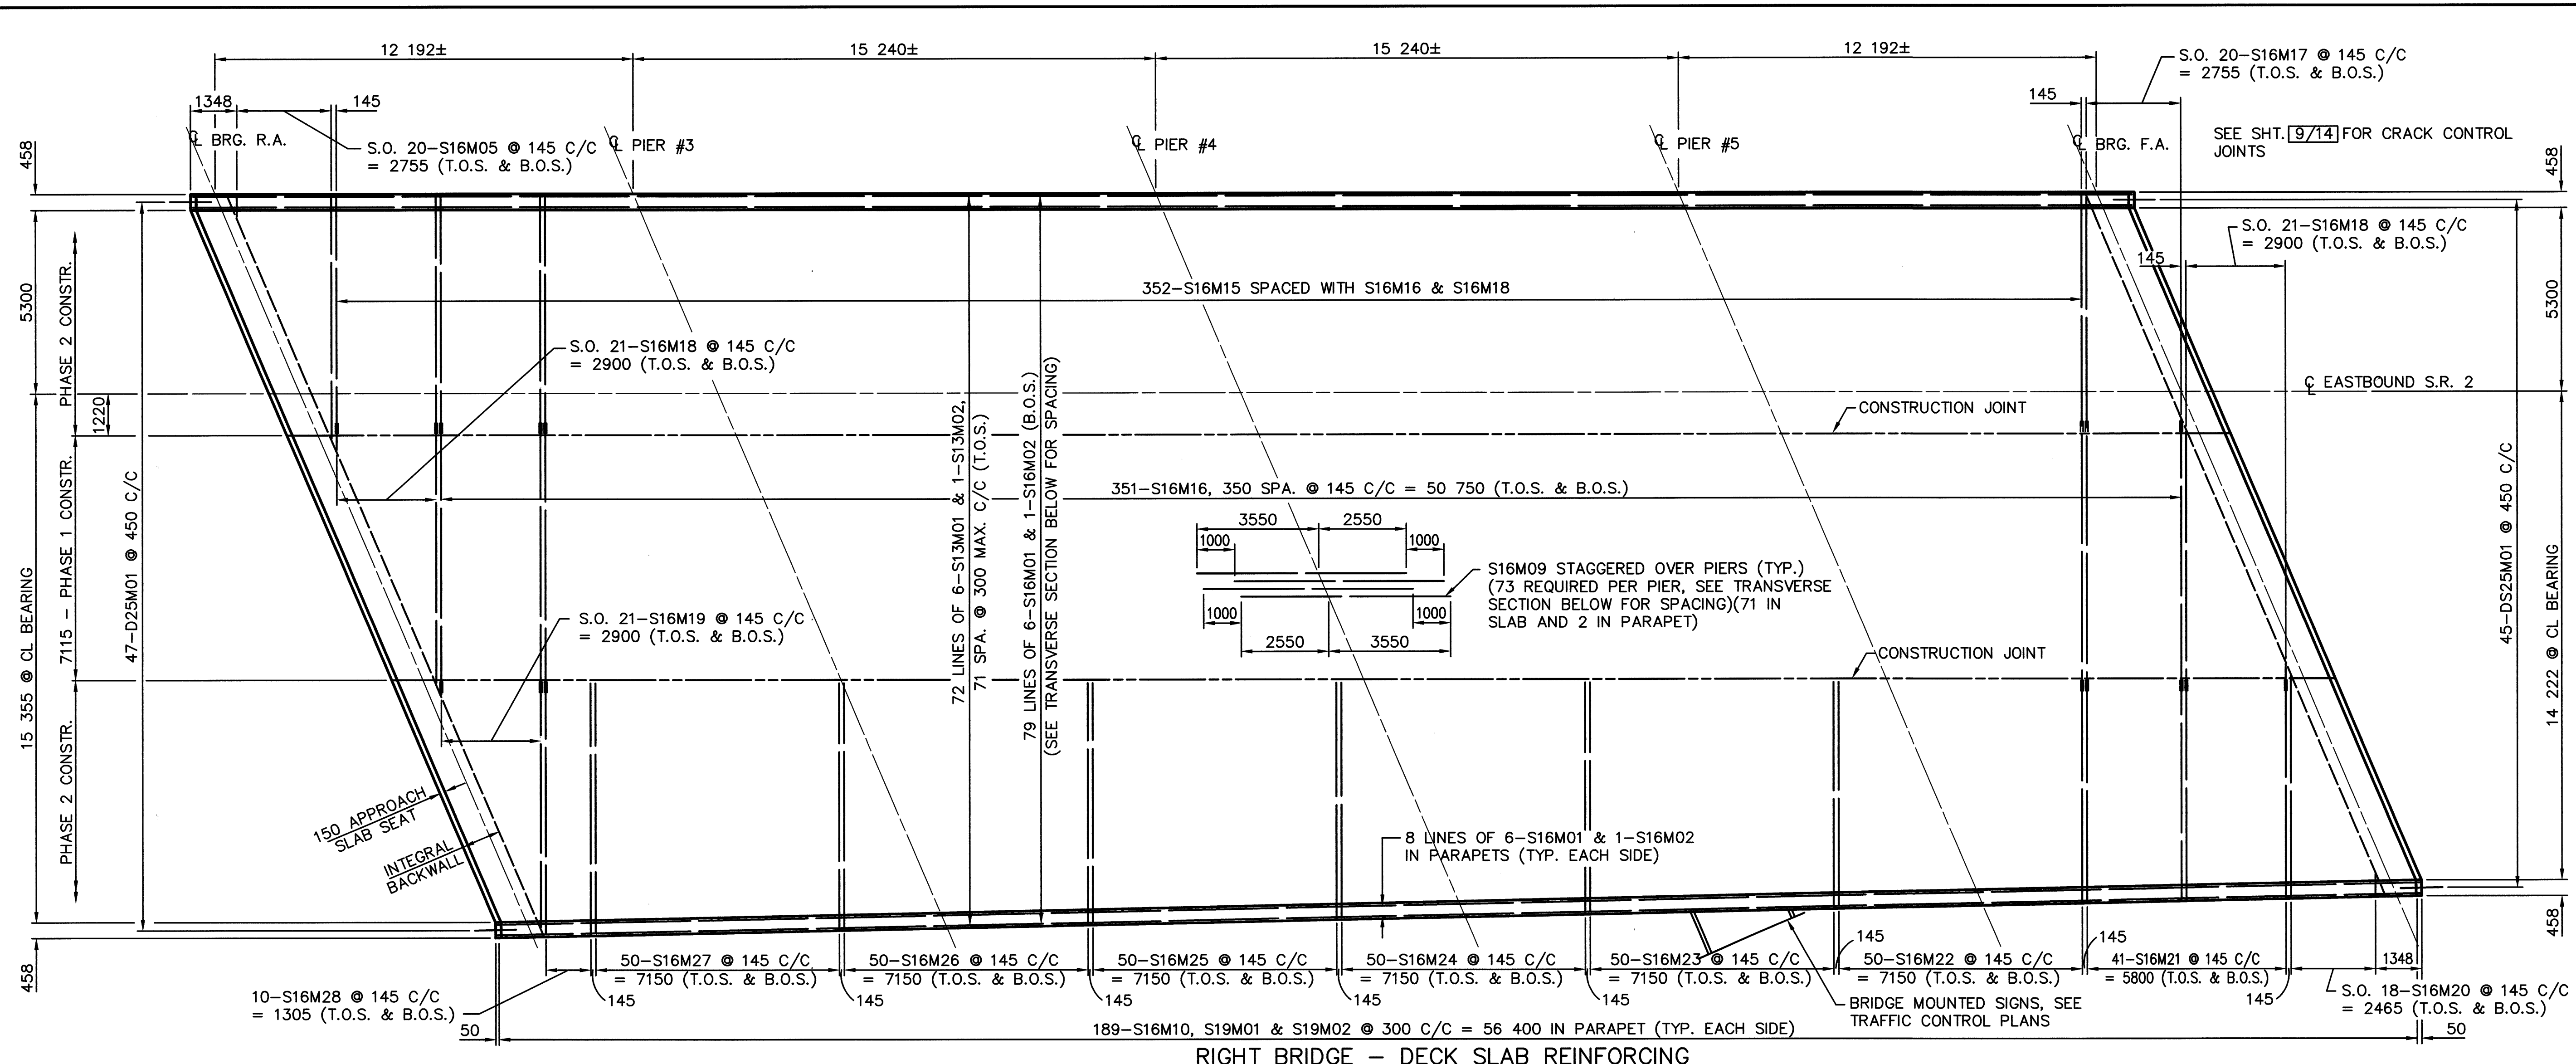 12 192±
15 240±
15 240±
12 192±
S.O. 20-S16M17 @ 145 C/C
= 2755 (T.O.S. & B.O.S.)
1348
145
145
℄ BRG. R.A.
S.O. 20-S16M05 @ 145 C/C
= 2755 (T.O.S. & B.O.S.)
℄ PIER #3
℄ PIER #4
℄ PIER #5
℄ BRG. F.A.
SEE SHT. 9/14 FOR CRACK CONTROL
JOINTS
458
458
S.O. 21-S16M18 @ 145 C/C
= 2900 (T.O.S. & B.O.S.)
145
5300
PHASE 2 CONSTR.
352-S16M15 SPACED WITH S16M16 & S16M18
5300
S.O. 21-S16M18 @ 145 C/C
= 2900 (T.O.S. & B.O.S.)
℄ EASTBOUND S.R. 2
1220
CONSTRUCTION JOINT
72 LINES OF 6-S13M01 & 1-S13M02,
71 SPA. @ 300 MAX. C/C (T.O.S.)
79 LINES OF 6-S16M01 & 1-S16M02 (B.O.S.)
(SEE TRANSVERSE SECTION BELOW FOR SPACING)
351-S16M16, 350 SPA. @ 145 C/C = 50 750 (T.O.S. & B.O.S.)
15 355 @ CL BEARING
7115 - PHASE 1 CONSTR.
47-D25M01 @ 450 C/C
45-DS25M01 @ 450 C/C
14 222 @ CL BEARING
3550
2550
1000
1000
S16M09 STAGGERED OVER PIERS (TYP.)
(73 REQUIRED PER PIER, SEE TRANSVERSE
SECTION BELOW FOR SPACING)(71 IN
SLAB AND 2 IN PARAPET)
1000
1000
2550
3550
S.O. 21-S16M19 @ 145 C/C
= 2900 (T.O.S. & B.O.S.)
CONSTRUCTION JOINT
PHASE 2 CONSTR.
150 APPROACH
SLAB SEAT
INTEGRAL
BACKWALL
8 LINES OF 6-S16M01 & 1-S16M02
IN PARAPETS (TYP. EACH SIDE)
458
458
50-S16M27 @ 145 C/C
= 7150 (T.O.S. & B.O.S.)
50-S16M26 @ 145 C/C
= 7150 (T.O.S. & B.O.S.)
50-S16M25 @ 145 C/C
= 7150 (T.O.S. & B.O.S.)
50-S16M24 @ 145 C/C
= 7150 (T.O.S. & B.O.S.)
50-S16M23 @ 145 C/C
= 7150 (T.O.S. & B.O.S.)
145
50-S16M22 @ 145 C/C
= 7150 (T.O.S. & B.O.S.)
145
41-S16M21 @ 145 C/C
= 5800 (T.O.S. & B.O.S.)
1348
10-S16M28 @ 145 C/C
= 1305 (T.O.S. & B.O.S.)
145
145
145
145
145
BRIDGE MOUNTED SIGNS, SEE
TRAFFIC CONTROL PLANS
145
S.O. 18-S16M20 @ 145 C/C
= 2465 (T.O.S. & B.O.S.)
50
189-S16M10, S19M01 & S19M02 @ 300 C/C = 56 400 IN PARAPET (TYP. EACH SIDE)
50
RIGHT BRIDGE - DECK SLAB REINFORCING